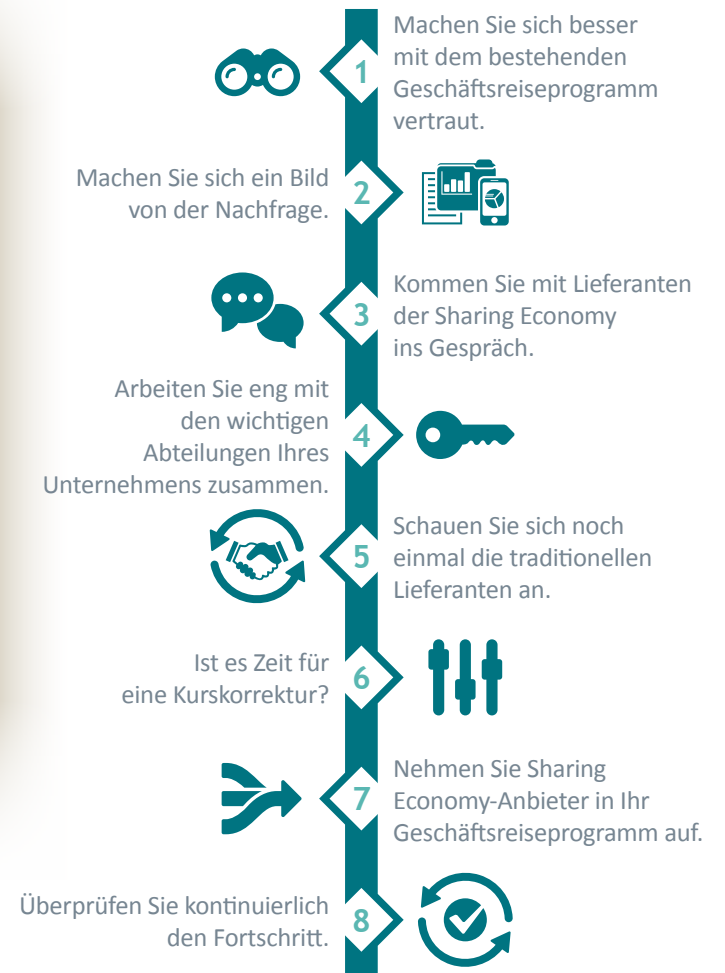 1
Machen Sie sich besser
mit dem bestehenden
Geschäftsreiseprogramm
vertraut.
Machen Sie sich ein Bild
von der Nachfrage.
2
3
Kommen Sie mit Lieferanten
der Sharing Economy
ins Gespräch.
Arbeiten Sie eng mit
den wichtigen
Abteilungen Ihres
Unternehmens zusammen.
4
5
Schauen Sie sich noch
einmal die traditionellen
Lieferanten an.
Ist es Zeit für
eine Kurskorrektur?
6
7
Nehmen Sie Sharing
Economy-Anbieter in Ihr
Geschäftsreiseprogramm auf.
Überprüfen Sie kontinuierlich
den Fortschritt.
8